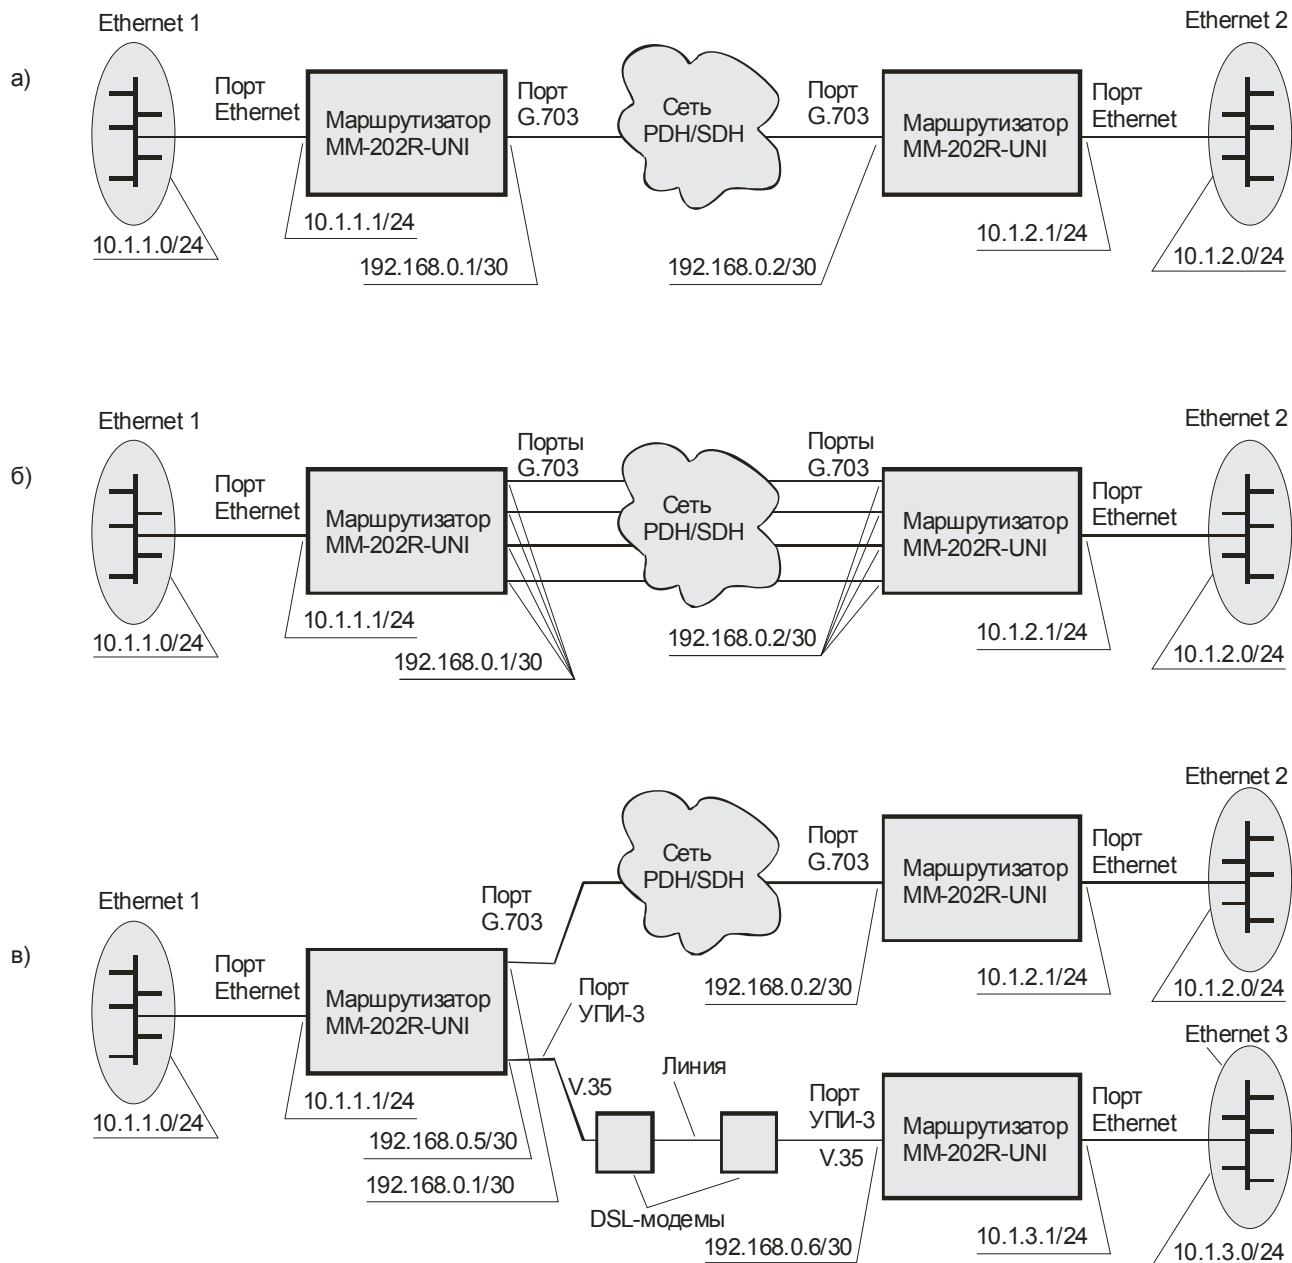 Ethernet 1
Ethernet 2
а)
Порт
Ethernet
Маршрутизатор
MM-202R-UNI
Порт
G.703
Сеть
PDH/SDH
Порт
G.703
Маршрутизатор
MM-202R-UNI
Порт
Ethernet
10.1.1.0/24
10.1.1.1/24
192.168.0.1/30
192.168.0.2/30
10.1.2.1/24
10.1.2.0/24
Ethernet 1
Ethernet 2
б)
Порт
Ethernet
Маршрутизатор
MM-202R-UNI
Порты
G.703
Сеть
PDH/SDH
Порты
G.703
Маршрутизатор
MM-202R-UNI
Порт
Ethernet
10.1.1.0/24
10.1.1.1/24
192.168.0.1/30
192.168.0.2/30
10.1.2.1/24
10.1.2.0/24
Ethernet 2
Сеть
PDH/SDH
Порт
G.703
Маршрутизатор
MM-202R-UNI
Порт
Ethernet
192.168.0.2/30
10.1.2.1/24
10.1.2.0/24
Ethernet 1
в)
Порт
Ethernet
Маршрутизатор
MM-202R-UNI
Порт
G.703
Порт
УПИ-3
10.1.1.0/24
10.1.1.1/24
192.168.0.5/30
192.168.0.1/30
V.35
Линия
DSL-модемы
Порт
УПИ-3
V.35
Маршрутизатор
MM-202R-UNI
Порт
Ethernet
Ethernet 3
192.168.0.6/30
10.1.3.1/24
10.1.3.0/24